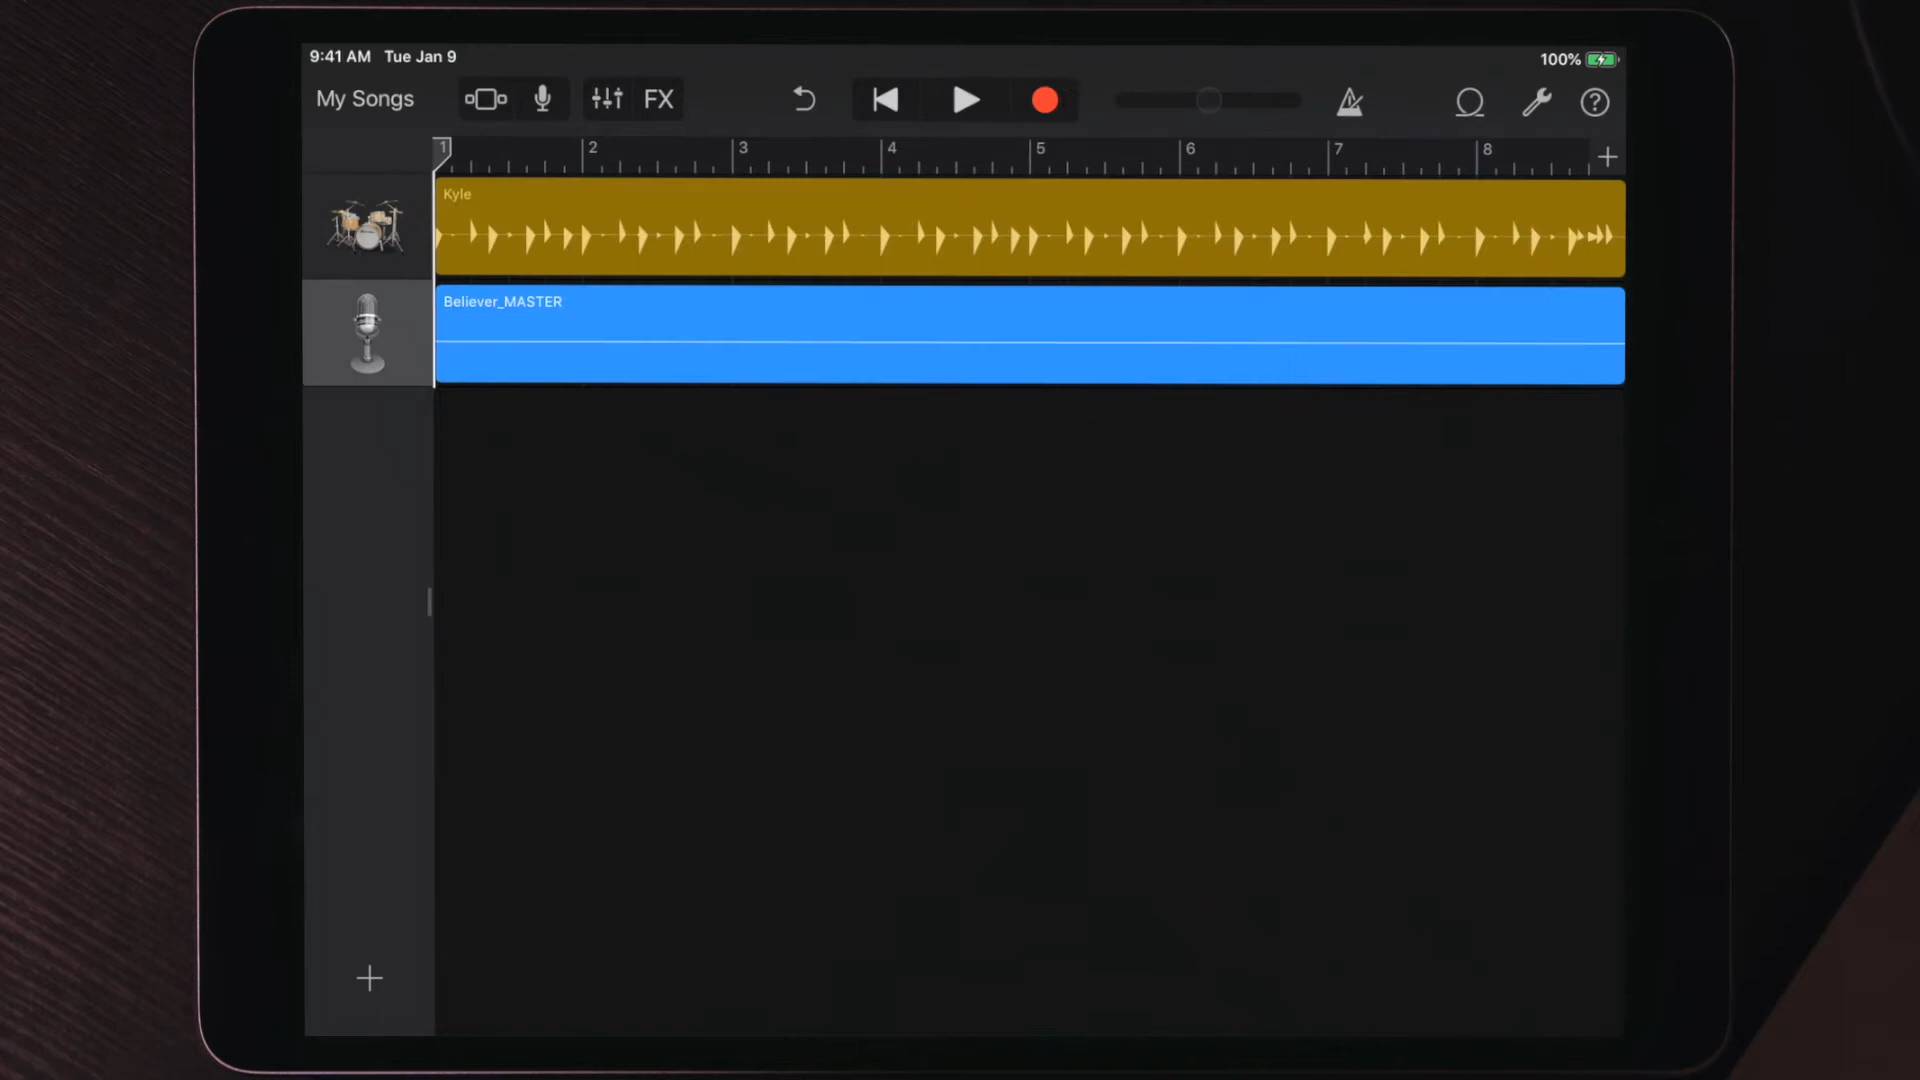 9:41 AM Tue Jan 9
100%
My Songs
FX
1 2 3 4 5 6 7 8
Kyle
Believer_MASTER